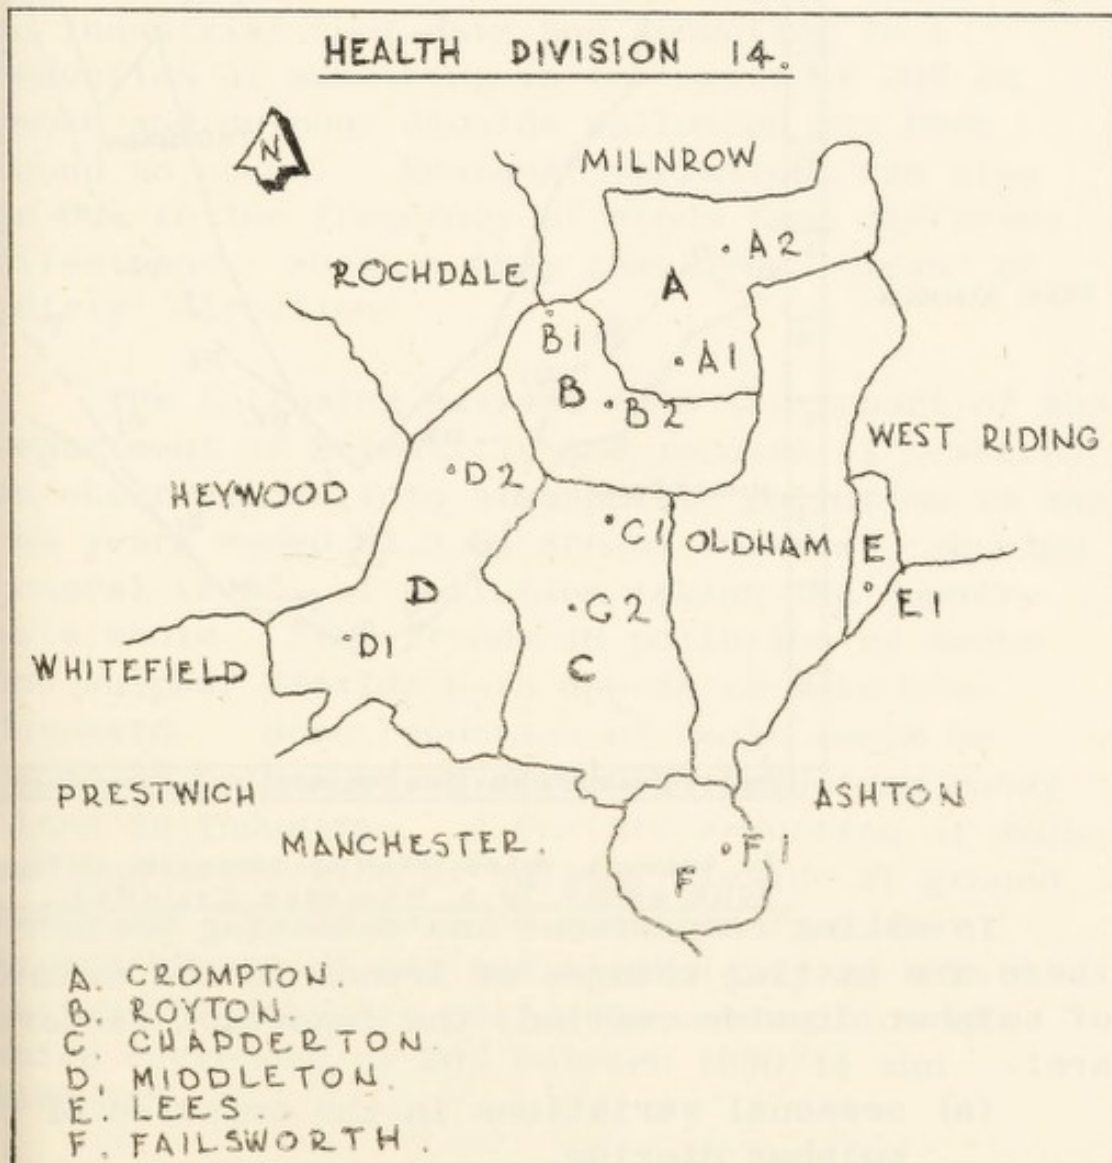 HEALTH DIVISION 14.
N
MILNROW
A2
ROCHDALE
A
B1
A1
B
B2
WEST RIDING
D2
HEYWOOD
C1
OLDHAM
E
D
C2
E1
D1
C
WHITEFIELD
PRESTWICH
ASHTON
MANCHESTER.
F1
F
A. CROMPTON.
B. ROYTON.
C. CHADDERTON.
D. MIDDLETON.
E. LEES.
F. FAILSWORTH.